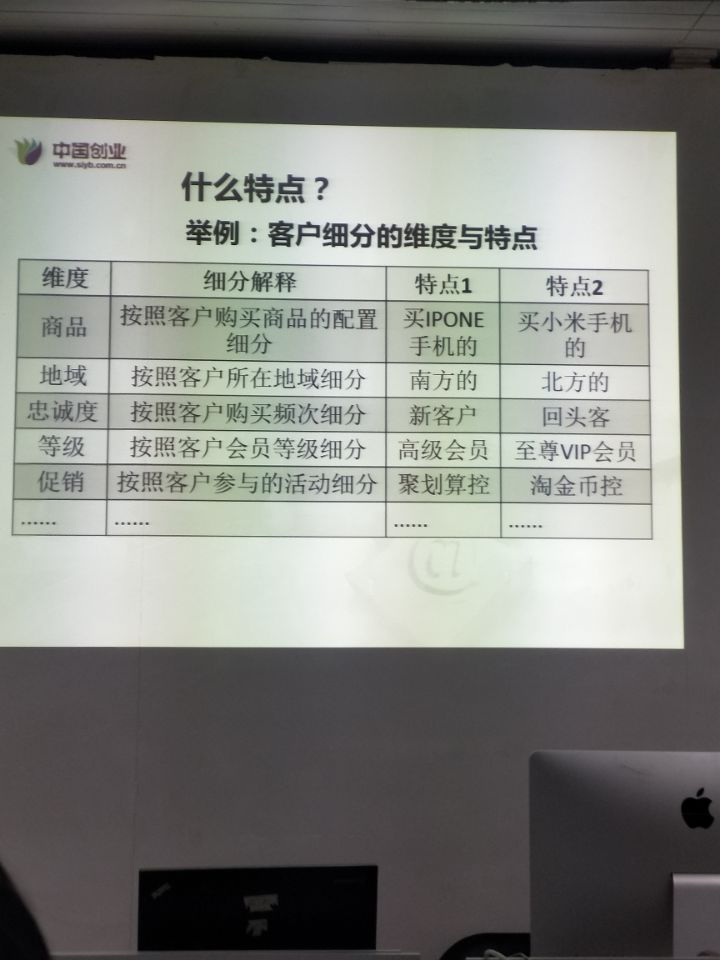 中国创业
www.siyb.com.cn
什么特点？
举例：客户细分的维度与特点
维度 细分解释 特点1 特点2
商品 按照客户购买商品的配置细分 买IPONE手机的 买小米手机的
地域 按照客户所在地域细分 南方的 北方的
忠诚度 按照客户购买频次细分 新客户 回头客
等级 按照客户会员等级细分 高级会员 至尊VIP会员
促销 按照客户参与的活动细分 聚划算控 淘金币控
...... ...... ...... ......